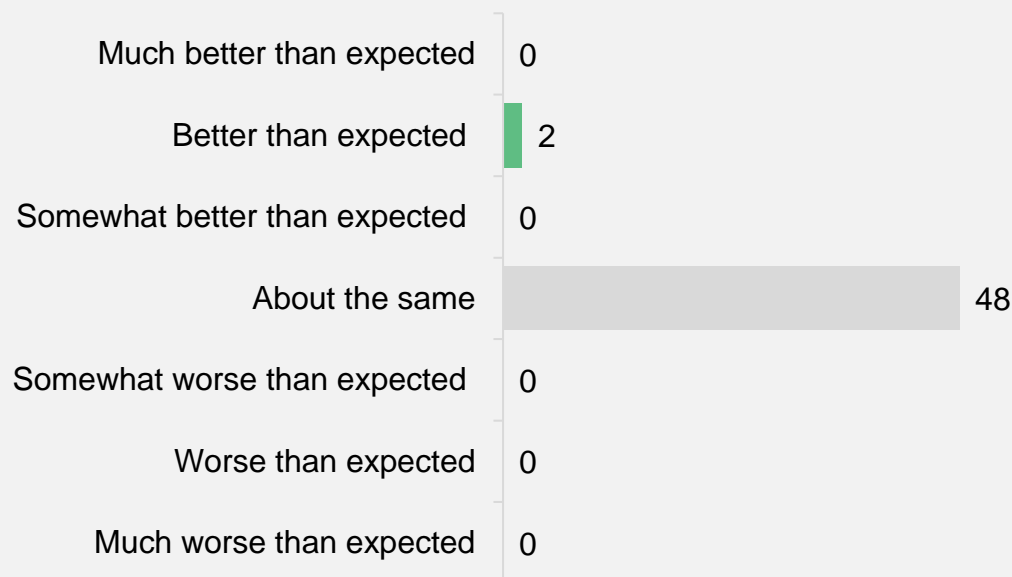 Much better than expected 0
Better than expected 2
Somewhat better than expected 0
About the same 48
Somewhat worse than expected 0
Worse than expected 0
Much worse than expected 0